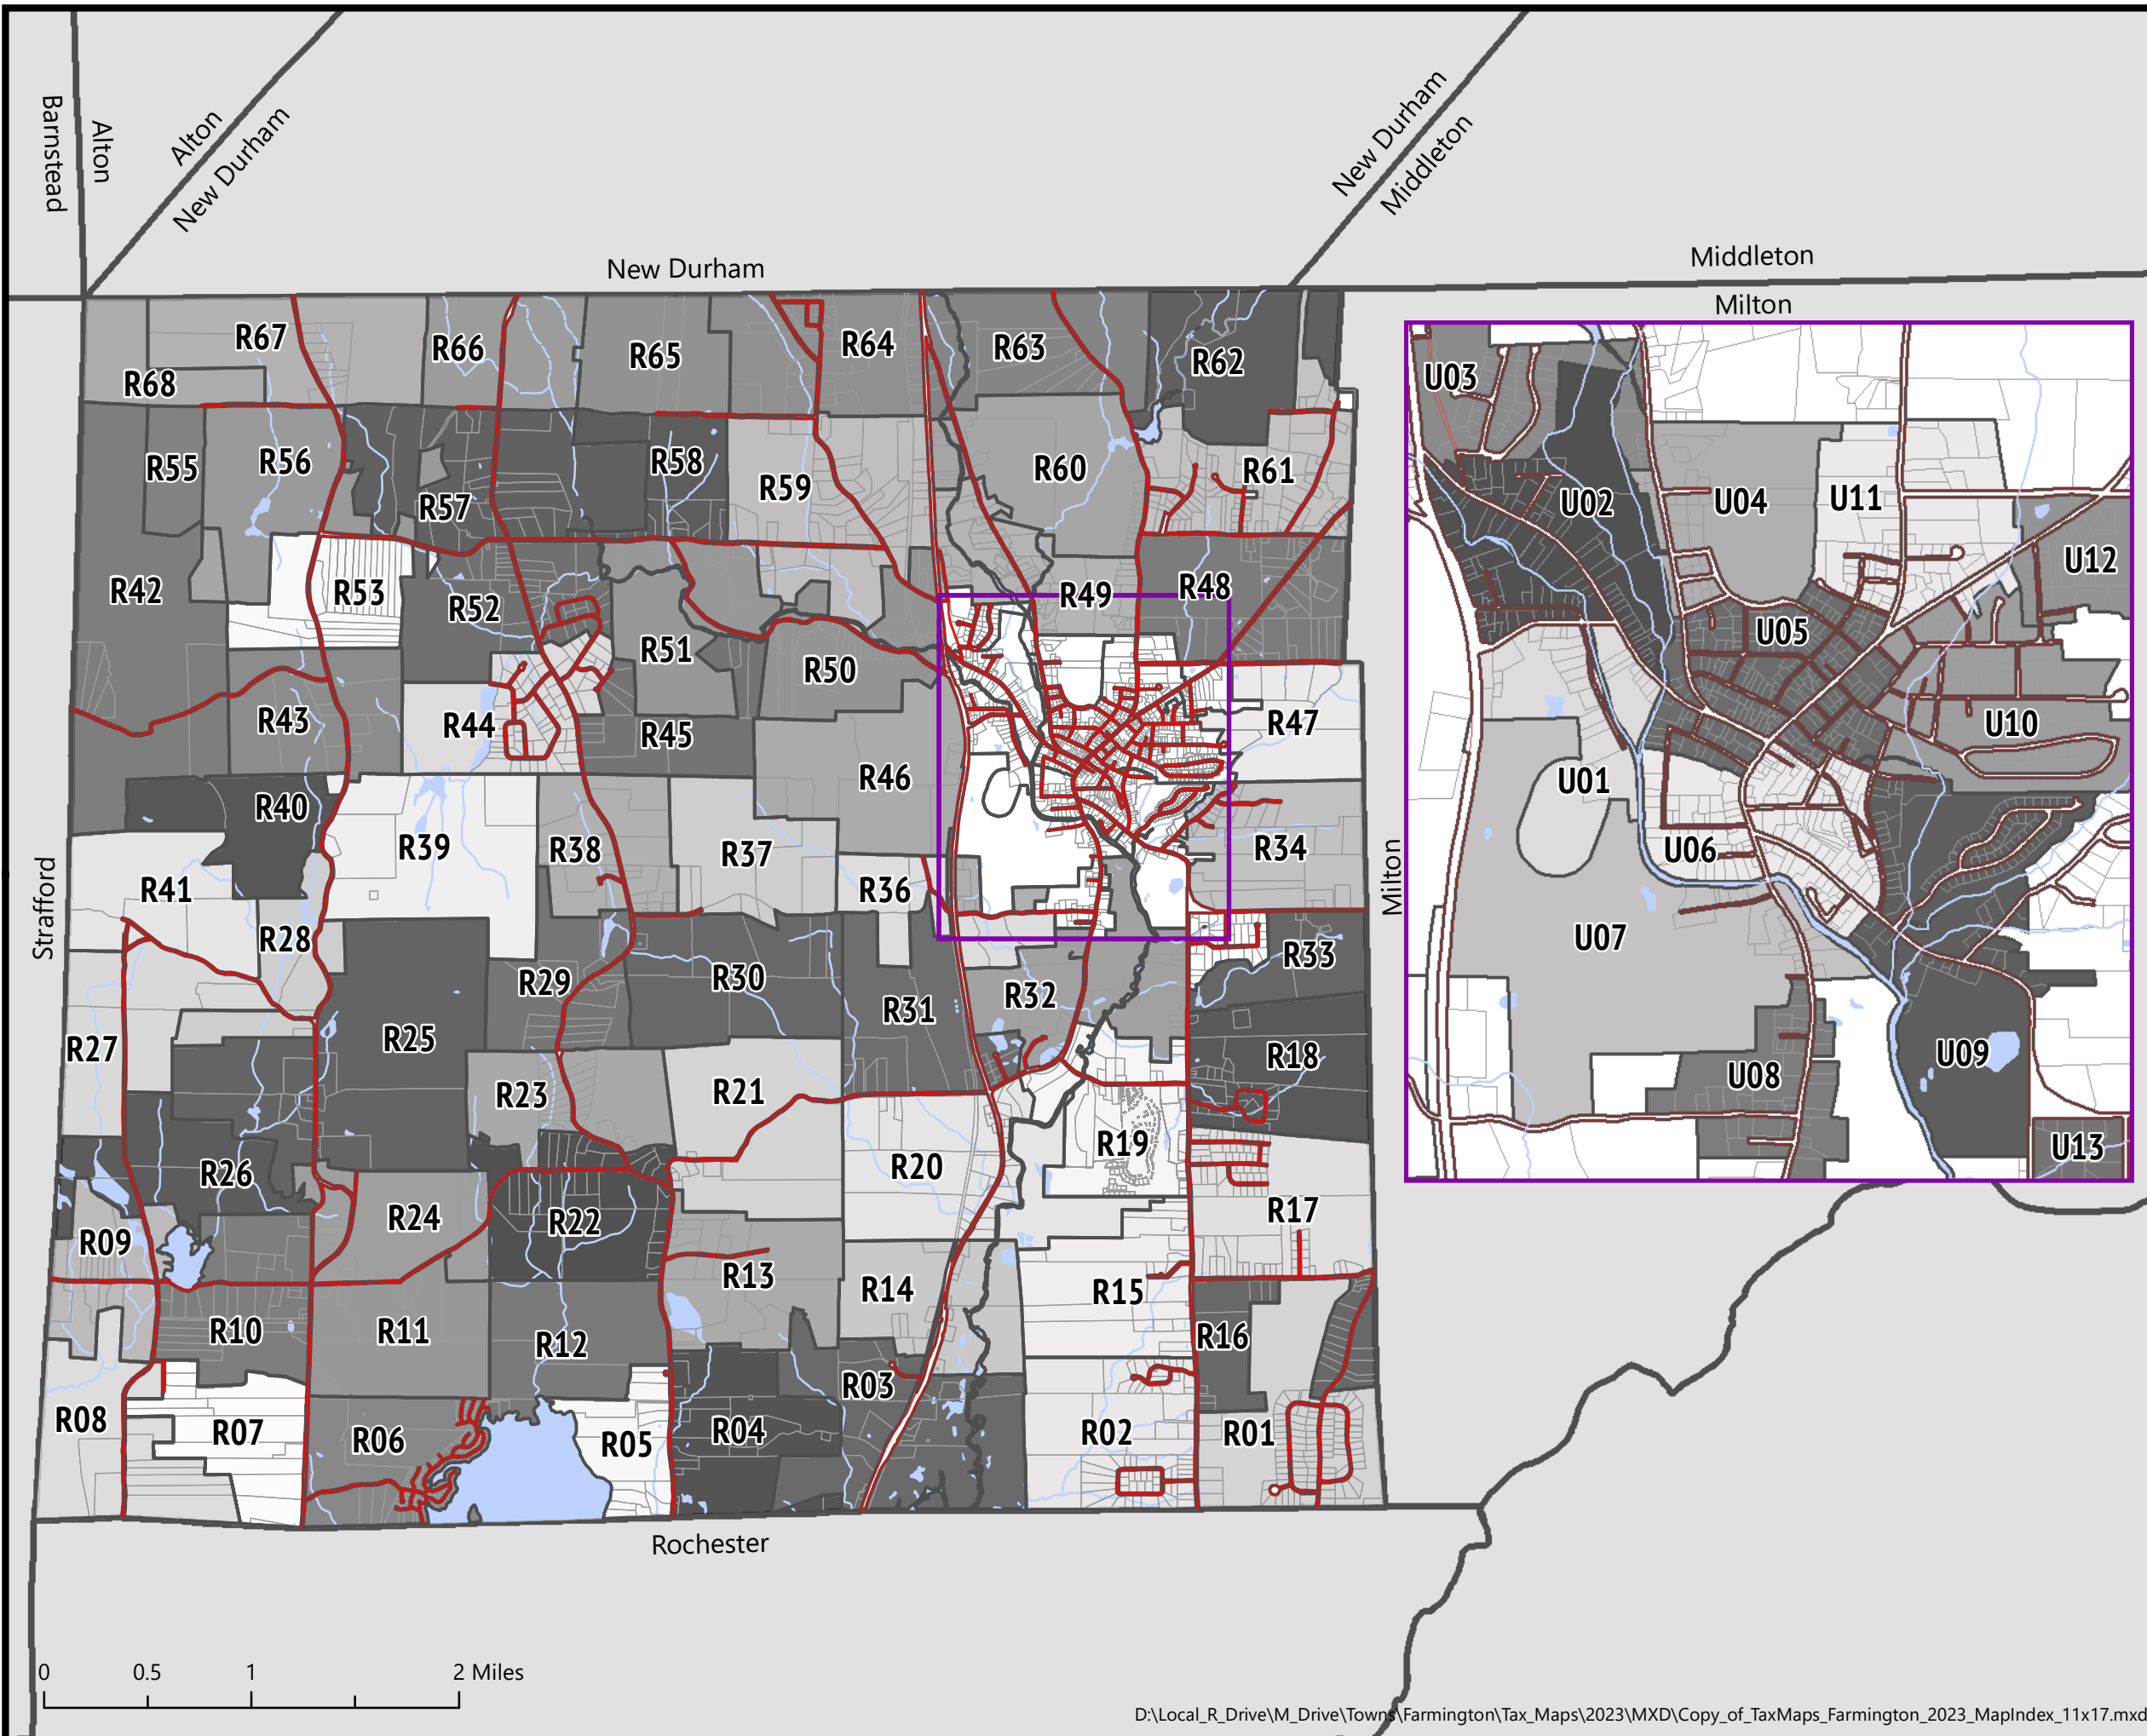 Barnstead
Alton
Alton
New Durham
New Durham
Middleton
New Durham
Middleton
Milton
R67
R66
R65
R64
R63
R62
R68
R55
R56
R57
R58
R59
R60
R61
R42
R53
R52
R51
R50
R49
R48
R43
R44
R45
R46
R47
R40
R39
R38
R37
R36
R34
R41
R28
R29
R30
R31
R32
R33
R27
R25
R23
R21
R19
R18
R26
R24
R22
R20
R17
R09
R13
R14
R15
R10
R11
R12
R16
R08
R07
R06
R05
R04
R03
R02
R01
U03
U02
U04
U11
U12
U05
U10
U01
U06
U07
U08
U09
U13
Strafford
Milton
Rochester
0 0.5 1 2 Miles
D:\Local_R_Drive\M_Drive\Towns\Farmington\Tax_Maps\2023\MXD\Copy_of_TaxMaps_Farmington_2023_MapIndex_11x17.mxd